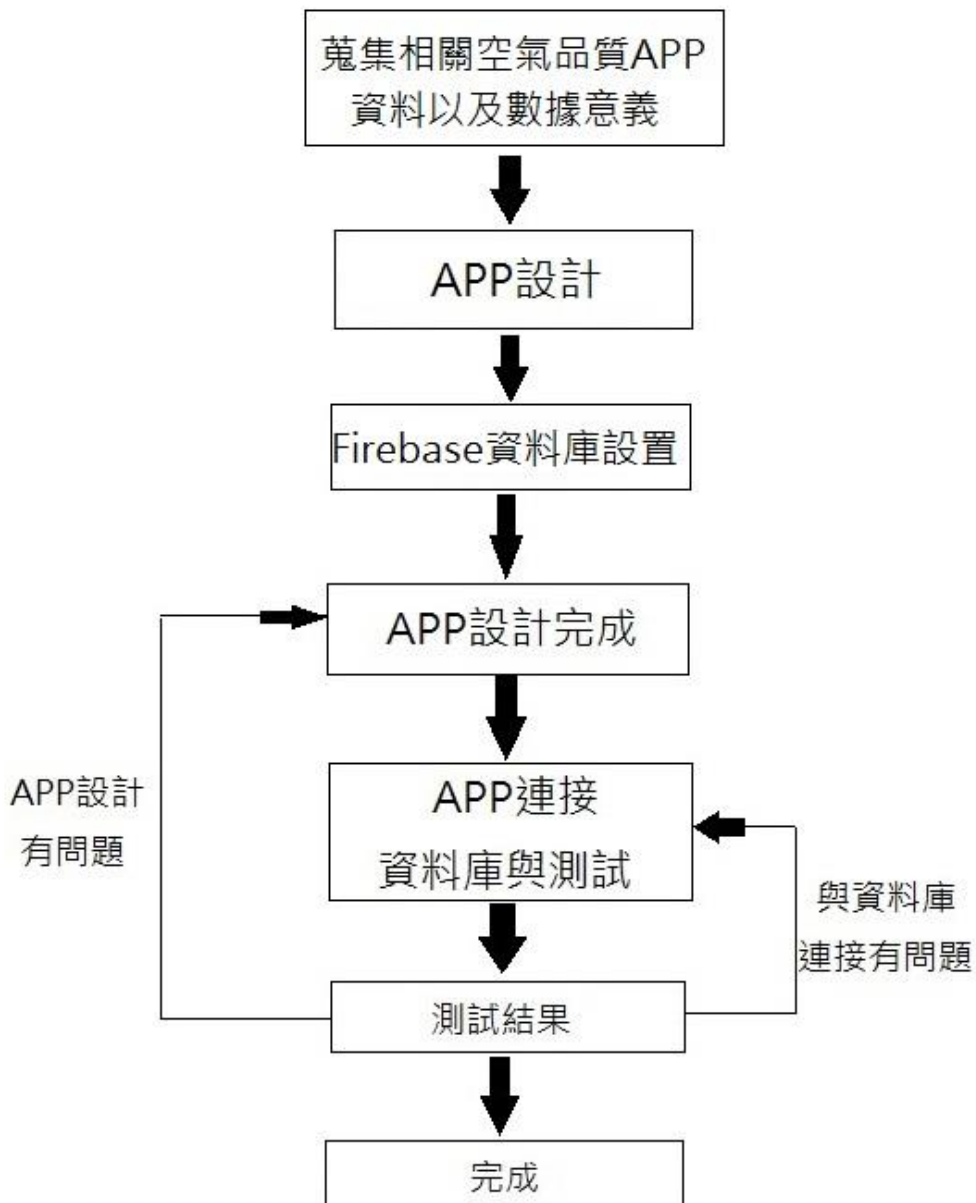 蒐集相關空氣品質APP
資料以及數據意義
APP設計
Firebase資料庫設置
APP設計完成
APP設計
有問題
APP連接
資料庫與測試
與資料庫
連接有問題
測試結果
完成